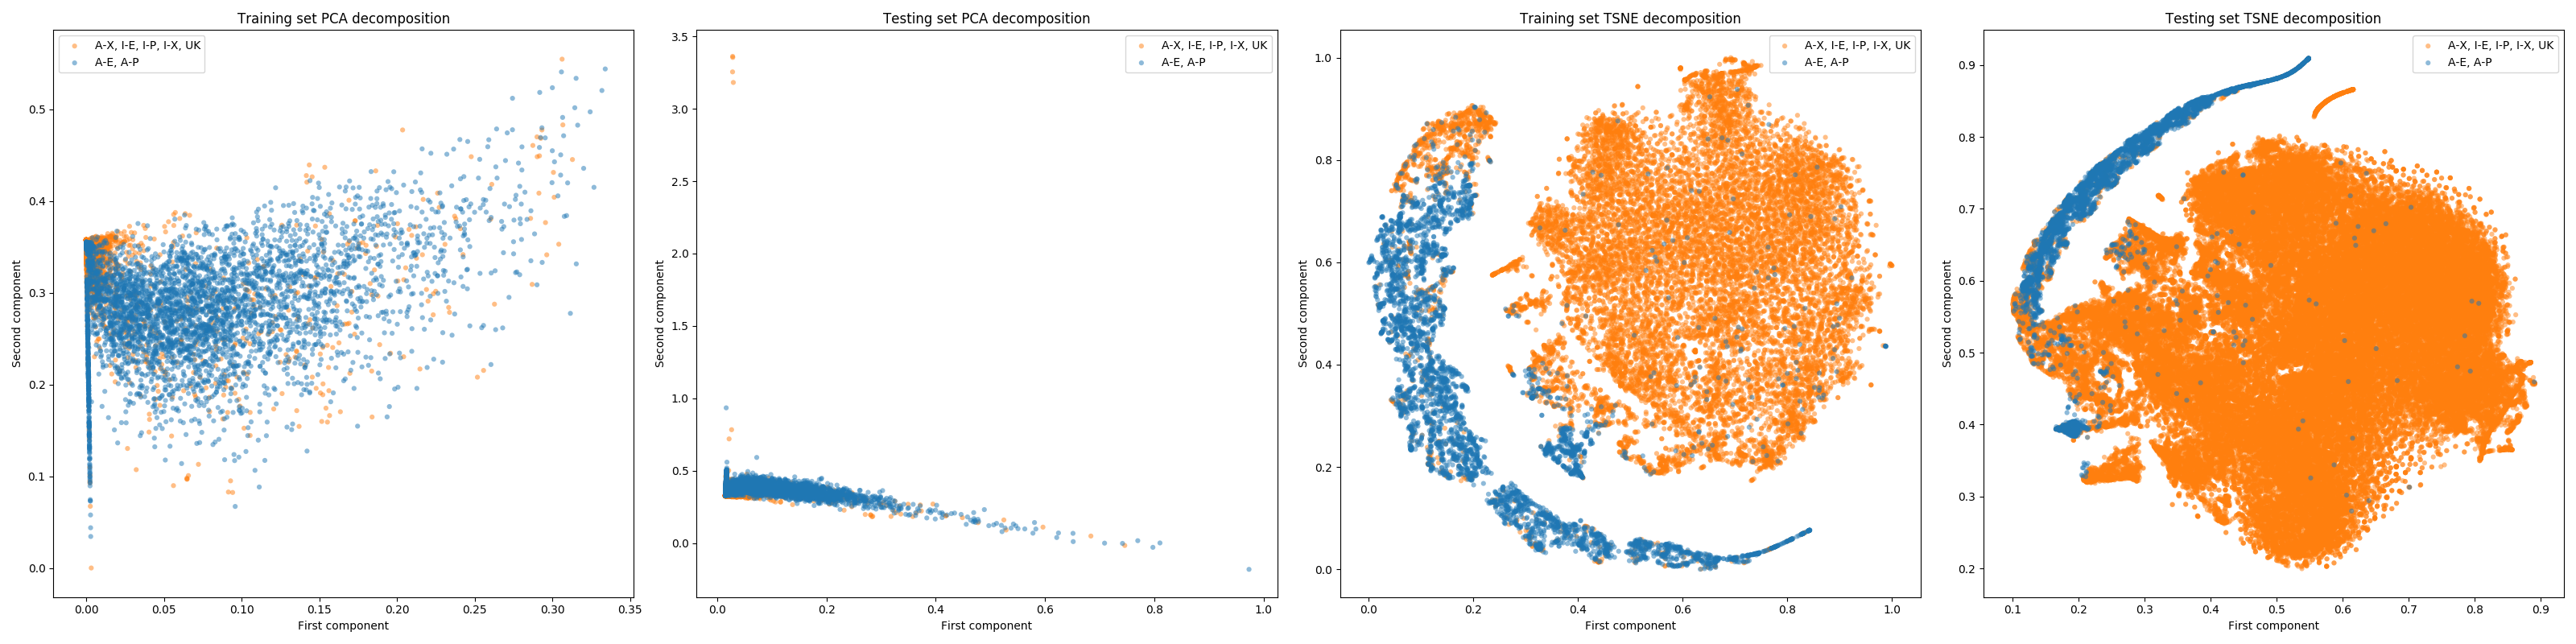 Training set PCA decomposition
A-X, I-E, I-P, I-X, UK
A-E, A-P
0.5
0.4
0.3
0.2
0.1
0.0
Second component
0.00 0.05 0.10 0.15 0.20 0.25 0.30 0.35
First component
Testing set PCA decomposition
A-X, I-E, I-P, I-X, UK
A-E, A-P
3.5
3.0
2.5
2.0
1.5
1.0
0.5
0.0
Second component
0.0 0.2 0.4 0.6 0.8 1.0
First component
Training set TSNE decomposition
A-X, I-E, I-P, I-X, UK
A-E, A-P
1.0
0.8
0.6
0.4
0.2
0.0
Second component
0.0 0.2 0.4 0.6 0.8 1.0
First component
Testing set TSNE decomposition
A-X, I-E, I-P, I-X, UK
A-E, A-P
0.9
0.8
0.7
0.6
0.5
0.4
0.3
0.2
Second component
0.1 0.2 0.3 0.4 0.5 0.6 0.7 0.8 0.9
First component